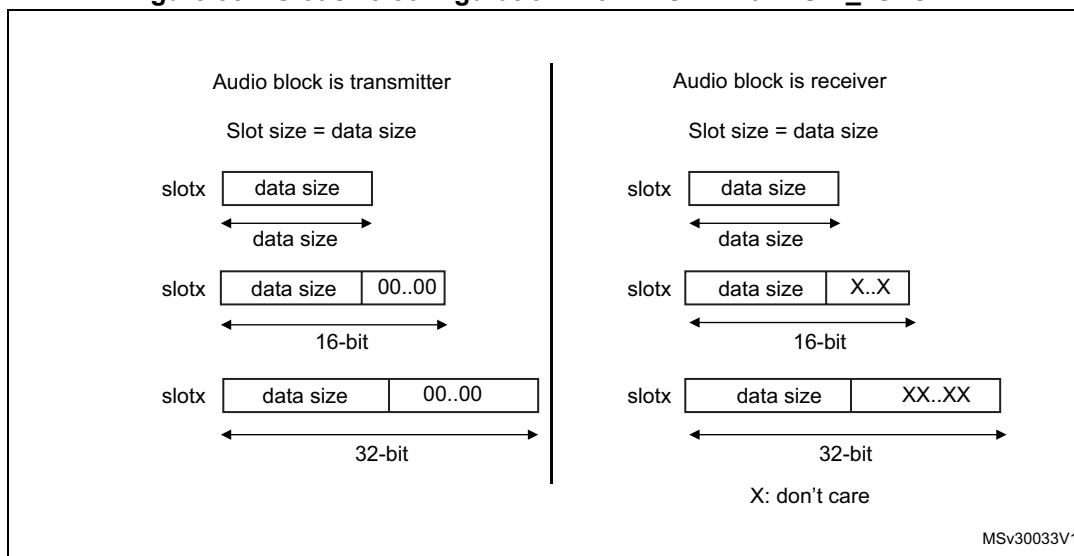 Audio block is transmitter
Slot size = data size
slotx data size
data size
slotx data size 00..00
16-bit
slotx data size 00..00
32-bit
Audio block is receiver
Slot size = data size
slotx data size
data size
slotx data size X..X
16-bit
slotx data size XX..XX
32-bit
X: don't care
MSv30033V1